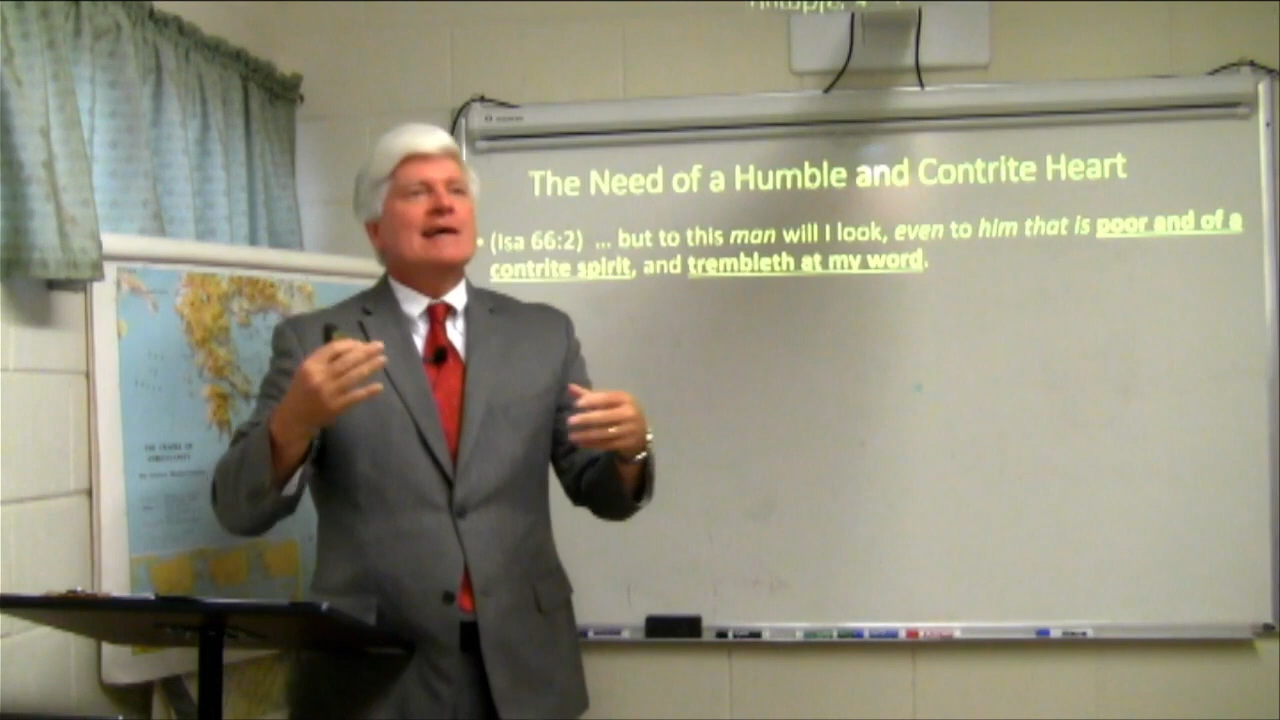 The Need of a Humble and Contrite Heart
• (Isa 66:2) ... but to this man will I look, even to him that is poor and of a
contrite spirit, and trembleth at my word.